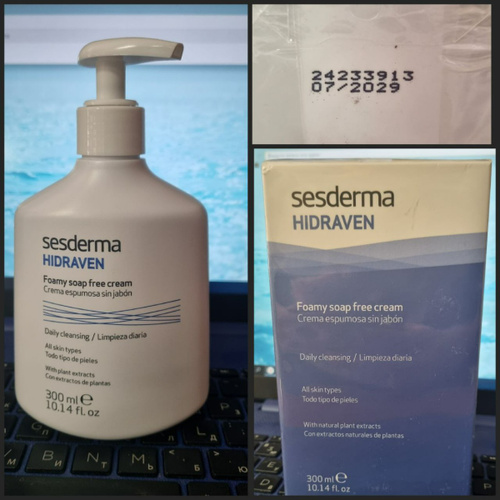 sesderma
HIDRAVEN
Foamy soap free cream
Crema espumosa sin jabón
Daily cleansing / Limpieza diaria
All skin types
Todo tipo de pieles
With plant extracts
Con extractos de plantas
300 ml e
10.14 fl. oz
24233913
07/2029
sesderma
HIDRAVEN
Foamy soap free cream
Crema espumosa sin jabón
Daily cleansing / Limpieza diaria
All skin types
Todo tipo de pieles
With natural plant extracts
Con extractos naturales de plantas
300 ml e
10.14 fl. oz